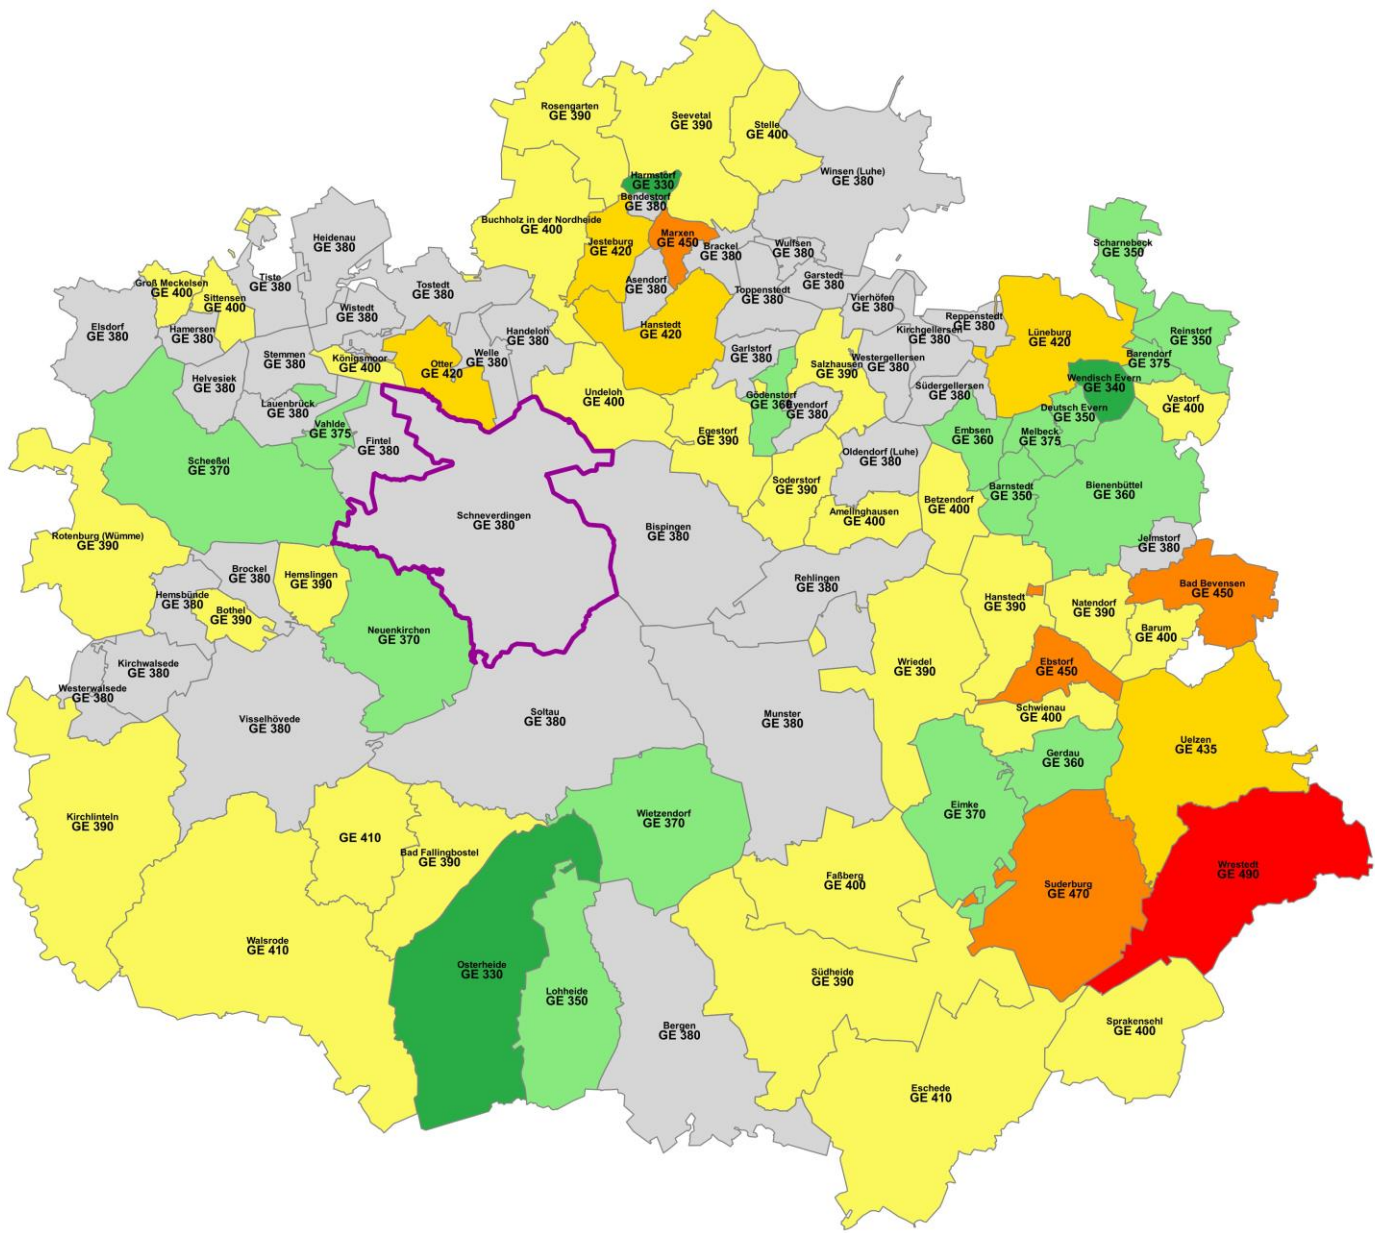 Rosengarten
GE 390
Seevetal
GE 390
Stelle
GE 400
Winsen (Luhe)
GE 380
Harmstorf
GE 330
Bendestorf
GE 380
Buchholz in der Nordheide
GE 400
Jesteburg
GE 420
Marxen
GE 450
Brackel
GE 380
Wulfsen
GE 380
Scharnebeck
GE 350
Heidenau
GE 380
Groß Meckelsen
GE 400
Sittensen
GE 400
Tiste
GE 380
Tostedt
GE 380
Asendorf
GE 380
Toppenstedt
GE 380
Garstedt
GE 380
Vierhöfen
GE 380
Elsdorf
GE 380
Hamersen
GE 380
Wistedt
GE 380
Handeloh
GE 380
Hanstedt
GE 420
Kirchgellersen
GE 380
Reppenstedt
GE 380
Lüneburg
GE 420
Reinstorf
GE 350
Barendorf
GE 375
Helvesiek
GE 380
Stemmen
GE 380
Königsmoor
GE 400
Otter
GE 420
Welle
GE 380
Garlstorf
GE 380
Salzhausen
GE 390
Westergellersen
GE 380
Südergellersen
GE 380
Wendisch Evern
GE 340
Vastorf
GE 400
Lauenbrück
GE 380
Vahlde
GE 375
Fintel
GE 380
Undeloh
GE 400
Gödenstorf
GE 360
Eyendorf
GE 380
Deutsch Evern
GE 350
Egestorf
GE 390
Embsen
GE 360
Melbeck
GE 375
Scheeßel
GE 370
Oldendorf (Luhe)
GE 380
Soderstorf
GE 390
Betzendorf
GE 400
Barnstedt
GE 350
Bienenbüttel
GE 360
Schneverdingen
GE 380
Bispingen
GE 380
Amelinghausen
GE 400
Rotenburg (Wümme)
GE 390
Jelmstorf
GE 380
Brockel
GE 380
Hemslingen
GE 390
Rehlingen
GE 380
Bad Bevensen
GE 450
Hemsbünde
GE 380
Bothel
GE 390
Hanstedt
GE 390
Natendorf
GE 390
Barum
GE 400
Neuenkirchen
GE 370
Kirchwalsede
GE 380
Westerwalsede
GE 380
Wriedel
GE 390
Ebstorf
GE 450
Visselhövede
GE 380
Soltau
GE 380
Munster
GE 380
Schwienau
GE 400
Uelzen
GE 435
Gerdau
GE 360
Kirchlinteln
GE 390
Wietzendorf
GE 370
Eimke
GE 370
GE 410
Bad Fallingbostel
GE 390
Faßberg
GE 400
Suderburg
GE 470
Wrestedt
GE 490
Walsrode
GE 410
Osterheide
GE 330
Südheide
GE 390
Lohheide
GE 350
Bergen
GE 380
Sprakensehl
GE 400
Eschede
GE 410